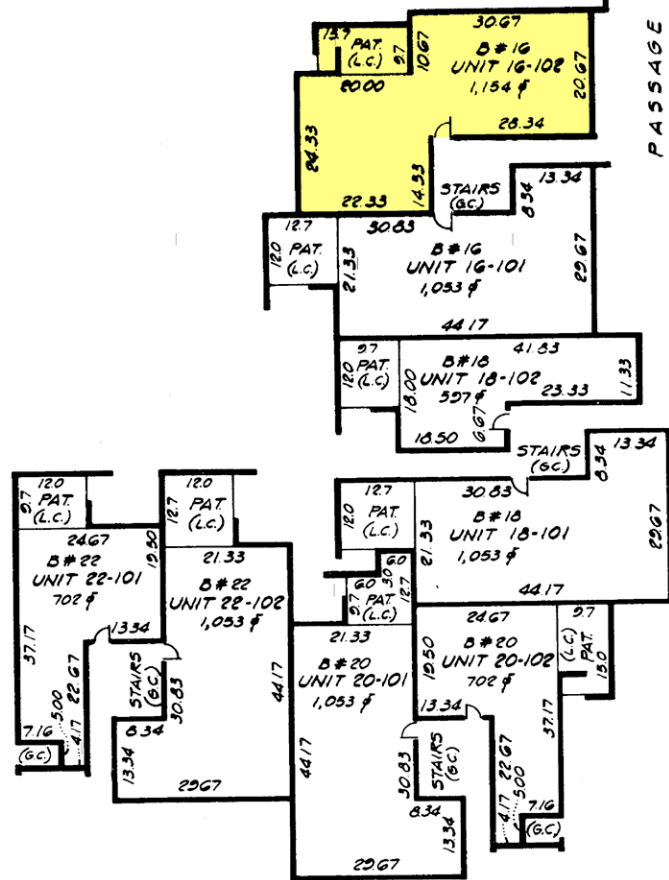 PASSAGE
30.67
13.7
PAT.
(L.C.)
9.7
10.67
B#16
UNIT 16-102
1,154 ⏍
20.67
20.00
28.34
24.33
14.33
22.33
STAIRS
(G.C.)
13.34
8.34
12.7
12.0
PAT.
(L.C.)
30.83
21.33
B#16
UNIT 16-101
1,053 ⏍
29.67
44.17
9.7
12.0
PAT.
(L.C.)
41.83
18.00
B#18
UNIT 18-102
597 ⏍
23.33
11.33
6.67
18.50
STAIRS
(G.C.)
13.34
8.34
12.7
12.0
PAT.
(L.C.)
30.83
21.33
B#18
UNIT 18-101
1,053 ⏍
29.67
44.17
12.0
9.7
PAT.
(L.C.)
24.67
19.50
B#22
UNIT 22-101
702 ⏍
13.34
37.17
22.67
5.00
4.17
7.16
(G.C.)
12.0
12.7
PAT.
(L.C.)
21.33
B#22
UNIT 22-102
1,053 ⏍
STAIRS
(G.C.)
30.83
44.17
8.34
13.34
29.67
6.0
3.0
6.0
9.7
PAT.
(L.C.)
12.7
21.33
B#20
UNIT 20-101
1,053 ⏍
44.17
30.83
STAIRS
(G.C.)
8.34
13.34
29.67
24.67
19.50
B#20
UNIT 20-102
702 ⏍
9.7
(L.C.)
PAT.
15.0
13.34
37.17
22.67
4.17
5.00
7.16
(G.C.)